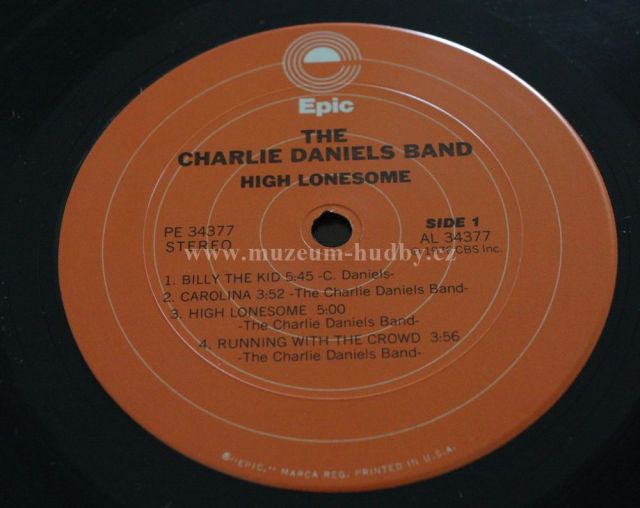 Epic
THE
CHARLIE DANIELS BAND
HIGH LONESOME
PE 34377
STEREO
SIDE 1
AL 34377
www.muzeum-hudby.cz
CBS Inc.
1. BILLY THE KID 5:45 -C. Daniels-
2. CAROLINA 3:52 -The Charlie Daniels Band-
3. HIGH LONESOME 5:00
-The Charlie Daniels Band-
4. RUNNING WITH THE CROWD 3:56
-The Charlie Daniels Band-
"EPIC," MARCA REG. PRINTED IN U.S.A.